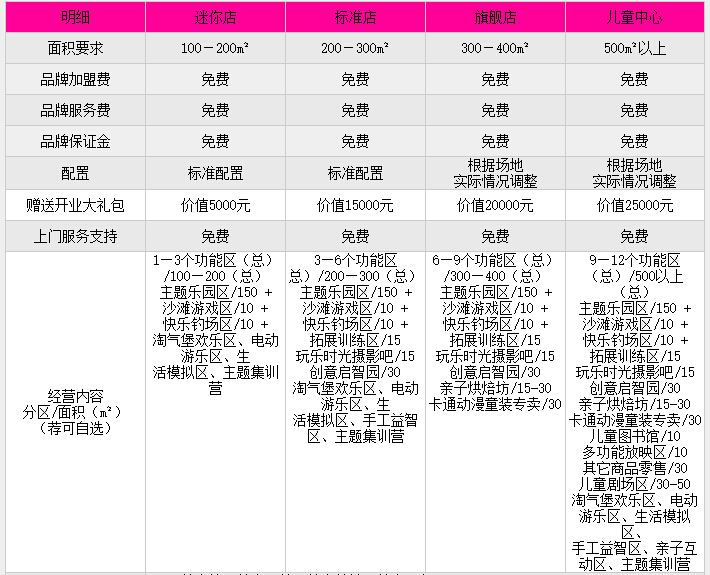 明细 迷你店 标准店 旗舰店 儿童中心
面积要求 100－200㎡ 200－300㎡ 300－400㎡ 500㎡以上
品牌加盟费 免费 免费 免费 免费
品牌服务费 免费 免费 免费 免费
品牌保证金 免费 免费 免费 免费
配置 标准配置 标准配置 根据场地 根据场地
实际情况调整 实际情况调整
赠送开业大礼包 价值5000元 价值15000元 价值20000元 价值25000元
上门服务支持 免费 免费 免费 免费
经营内容
分区/面积（㎡）
（荐可自选）
1－3个功能区（总）
/100－200（总）
主题乐园区/150 +
沙滩游戏区/10 +
快乐钓场区/10 +
淘气堡欢乐区、电动
游乐区、生
活模拟区、主题集训
营
3－6个功能区（
总）/200－300（总）
主题乐园区/150 +
沙滩游戏区/10 +
快乐钓场区/10 +
拓展训练区/15
玩乐时光摄影吧/15
创意启智园/30
淘气堡欢乐区、电动
游乐区、生
活模拟区、手工益智
区、主题集训营
6－9个功能区（总）
/300－400（总）
主题乐园区/150 +
沙滩游戏区/10 +
快乐钓场区/10 +
拓展训练区/15
玩乐时光摄影吧/15
创意启智园/30
亲子烘焙坊/15-30
卡通动漫童装专卖/30
9－12个功能区
（总）/500以上
（总）
主题乐园区/150 +
沙滩游戏区/10 +
快乐钓场区/10 +
拓展训练区/15
玩乐时光摄影吧/15
创意启智园/30
亲子烘焙坊/15-30
卡通动漫童装专卖/30
儿童图书馆/10
多功能放映区/10
其它商品零售/30
儿童剧场区/30-50
淘气堡欢乐区、电动
游乐区、生活模拟
区、
手工益智区、亲子互
动区、主题集训营